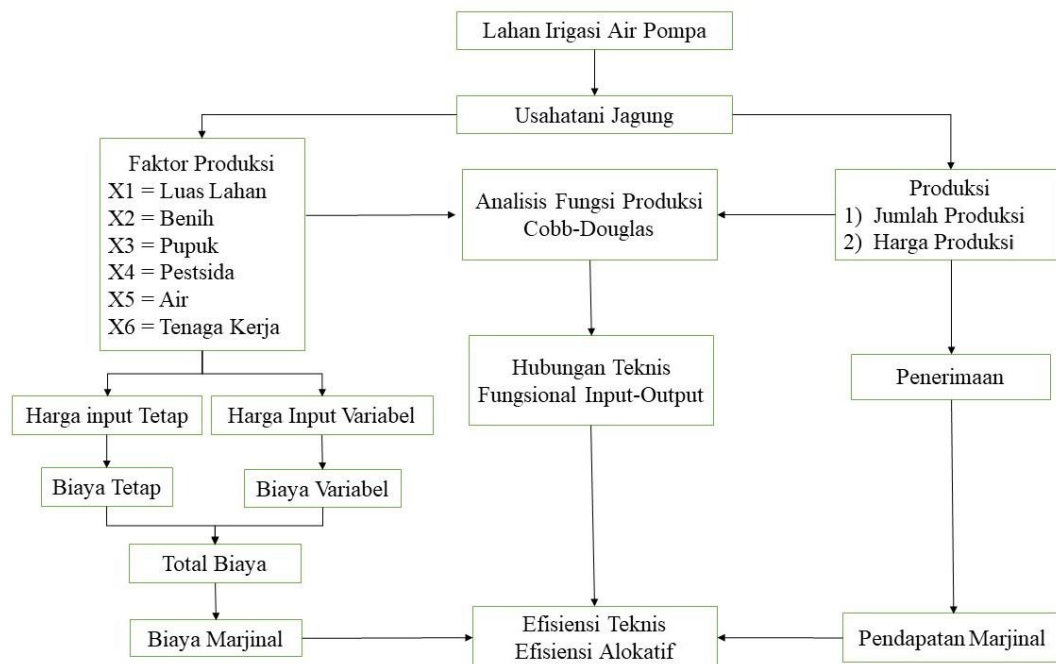 Lahan Irigasi Air Pompa
Usahatani Jagung
Faktor Produksi
X1 = Luas Lahan
X2 = Benih
X3 = Pupuk
X4 = Pestsida
X5 = Air
X6 = Tenaga Kerja
Analisis Fungsi Produksi
Cobb-Douglas
Produksi
1) Jumlah Produksi
2) Harga Produksi
Hubungan Teknis
Fungsional Input-Output
Penerimaan
Harga input Tetap
Harga Input Variabel
Biaya Tetap
Biaya Variabel
Total Biaya
Biaya Marjinal
Efisiensi Teknis
Efisiensi Alokatif
Pendapatan Marjinal